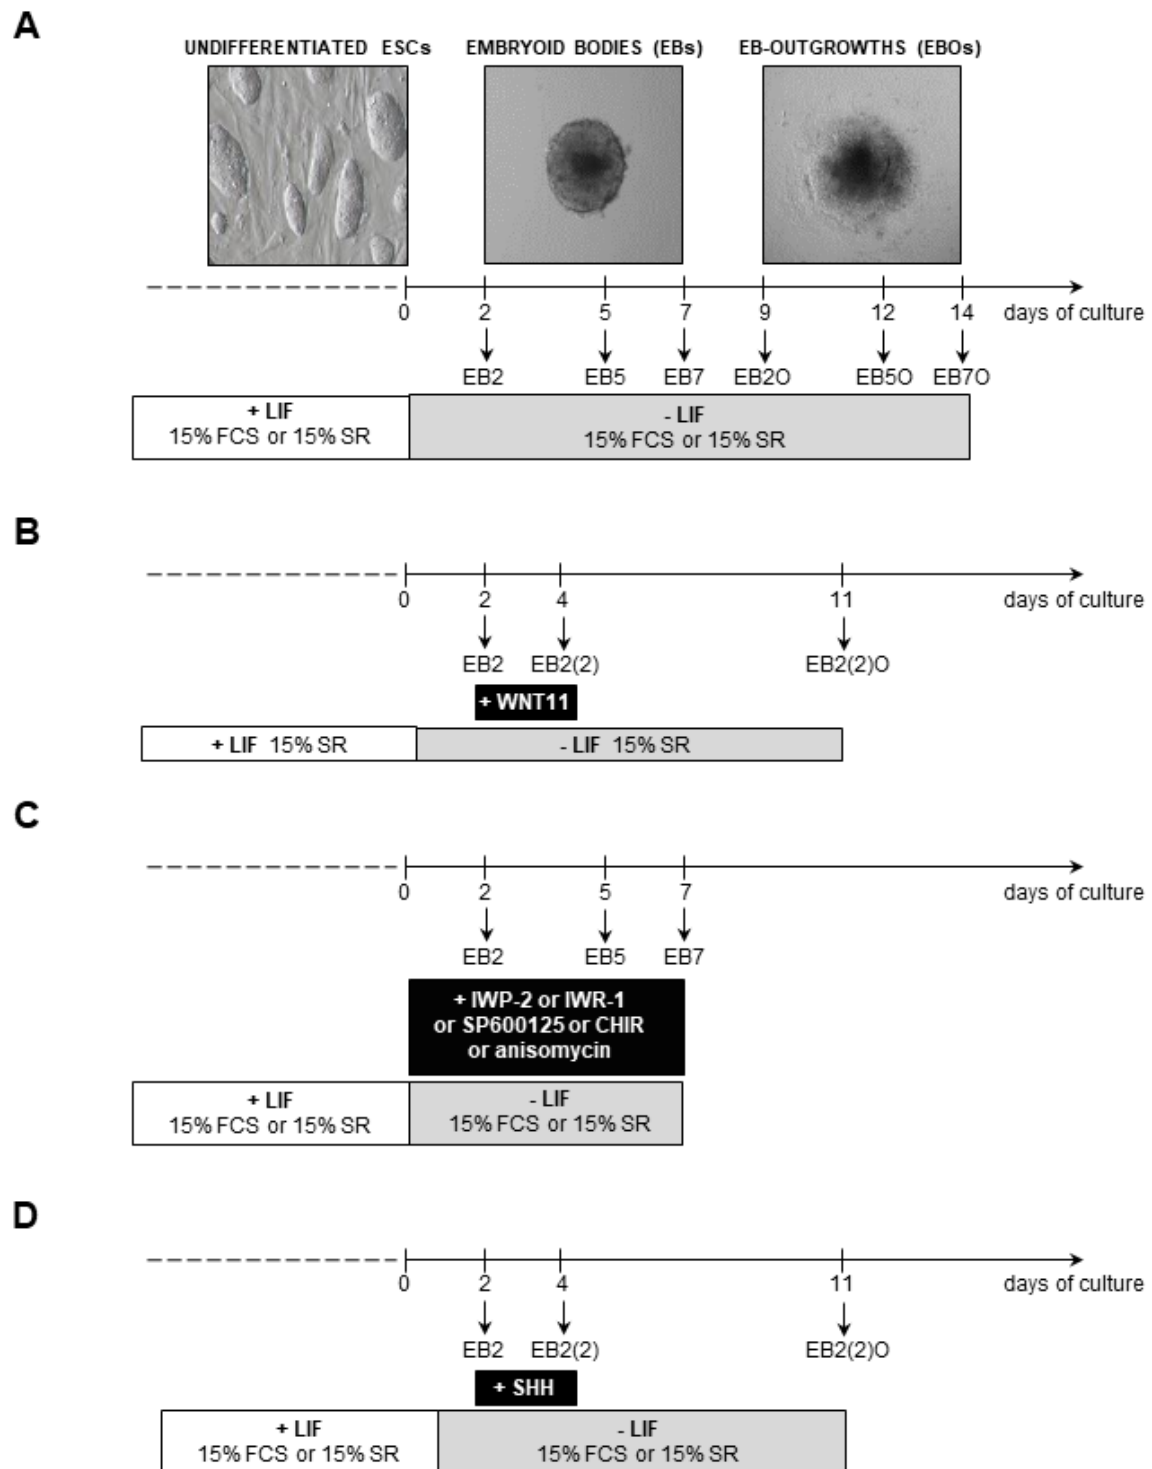 A
UNDIFFERENTIATED ESCs EMBRYOID BODIES (EBs) EB-OUTGROWTHS (EBOs)
0 2 5 7 9 12 14 days of culture
EB2 EB5 EB7 EB2O EB5O EB7O
+ LIF
15% FCS or 15% SR
- LIF
15% FCS or 15% SR
B
0 2 4 11 days of culture
EB2 EB2(2) EB2(2)O
+ WNT11
+ LIF 15% SR - LIF 15% SR
C
0 2 5 7 days of culture
EB2 EB5 EB7
+ IWP-2 or IWR-1
or SP600125 or CHIR
or anisomycin
+ LIF
15% FCS or 15% SR
- LIF
15% FCS or 15% SR
D
0 2 4 11 days of culture
EB2 EB2(2) EB2(2)O
+ SHH
+ LIF
15% FCS or 15% SR
- LIF
15% FCS or 15% SR